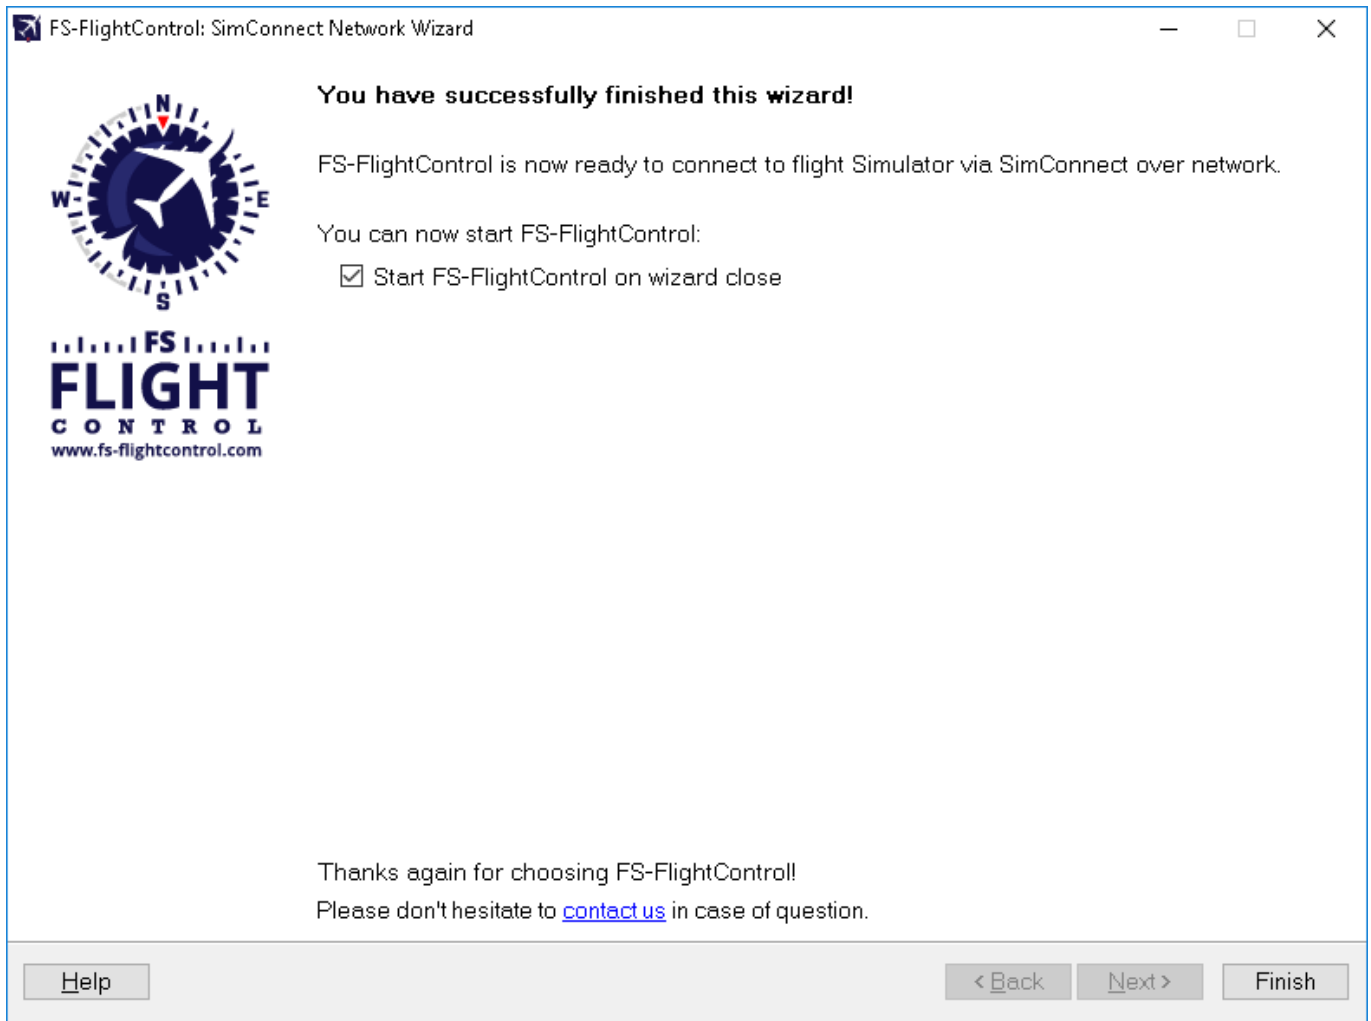 FS-FlightControl: SimConnect Network Wizard
N
W
E
S
FS
FLIGHT
CONTROL
www.fs-flightcontrol.com
You have successfully finished this wizard!
FS-FlightControl is now ready to connect to flight Simulator via SimConnect over network.
You can now start FS-FlightControl:
Start FS-FlightControl on wizard close
Thanks again for choosing FS-FlightControl!
Please don't hesitate to contact us in case of question.
Help
< Back
Next >
Finish